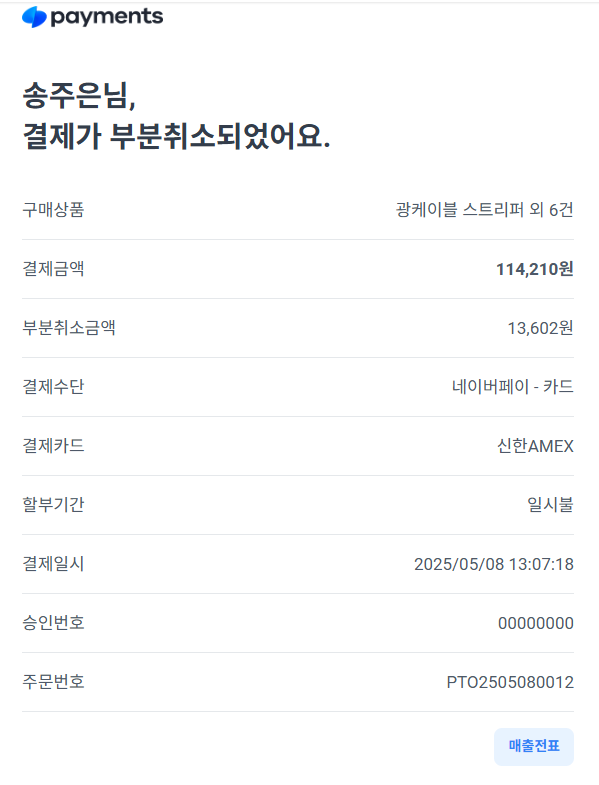 payments
송주은님,
결제가 부분취소되었어요.
구매상품 광케이블 스트리퍼 외 6건
결제금액 114,210원
부분취소금액 13,602원
결제수단 네이버페이 - 카드
결제카드 신한AMEX
할부기간 일시불
결제일시 2025/05/08 13:07:18
승인번호 00000000
주문번호 PTO2505080012
매출전표